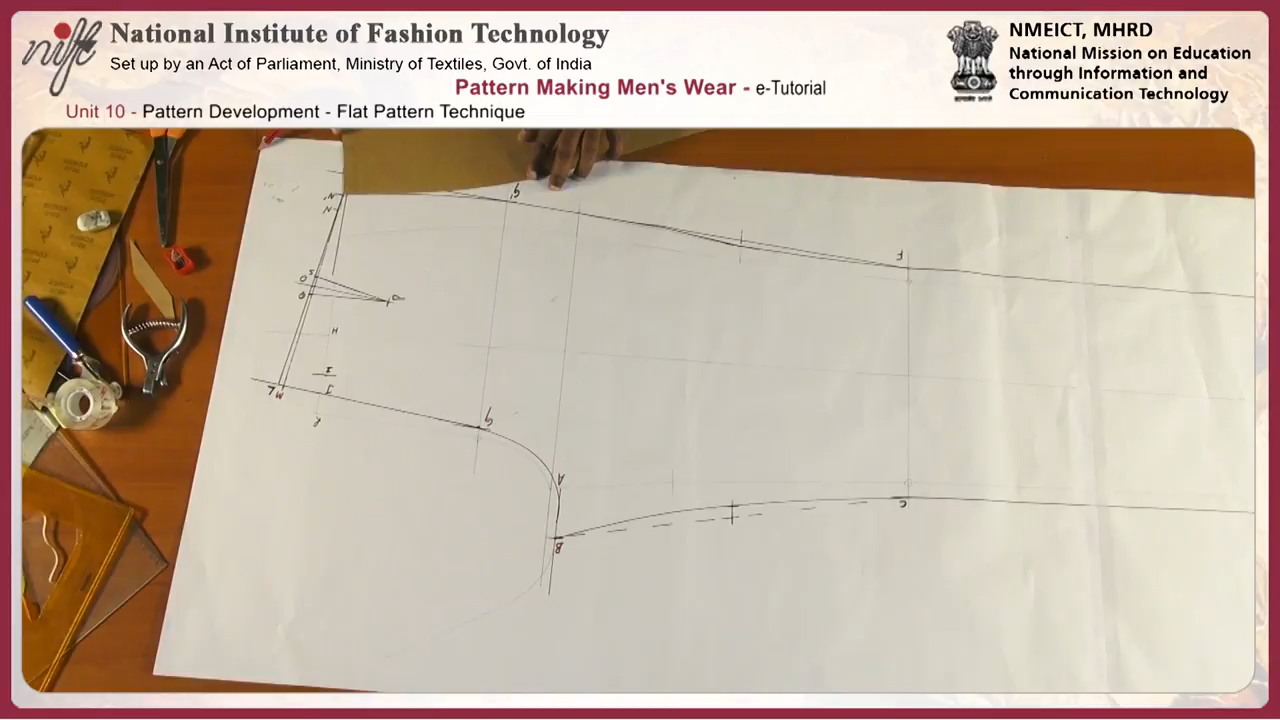 nift
National Institute of Fashion Technology
Set up by an Act of Parliament, Ministry of Textiles, Govt. of India
NMEICT, MHRD
National Mission on Education
through Information and
Communication Technology
Pattern Making Men's Wear - e-Tutorial
Unit 10 - Pattern Development - Flat Pattern Technique
N'
N
G'
F
H
G
A
B
C
M
L